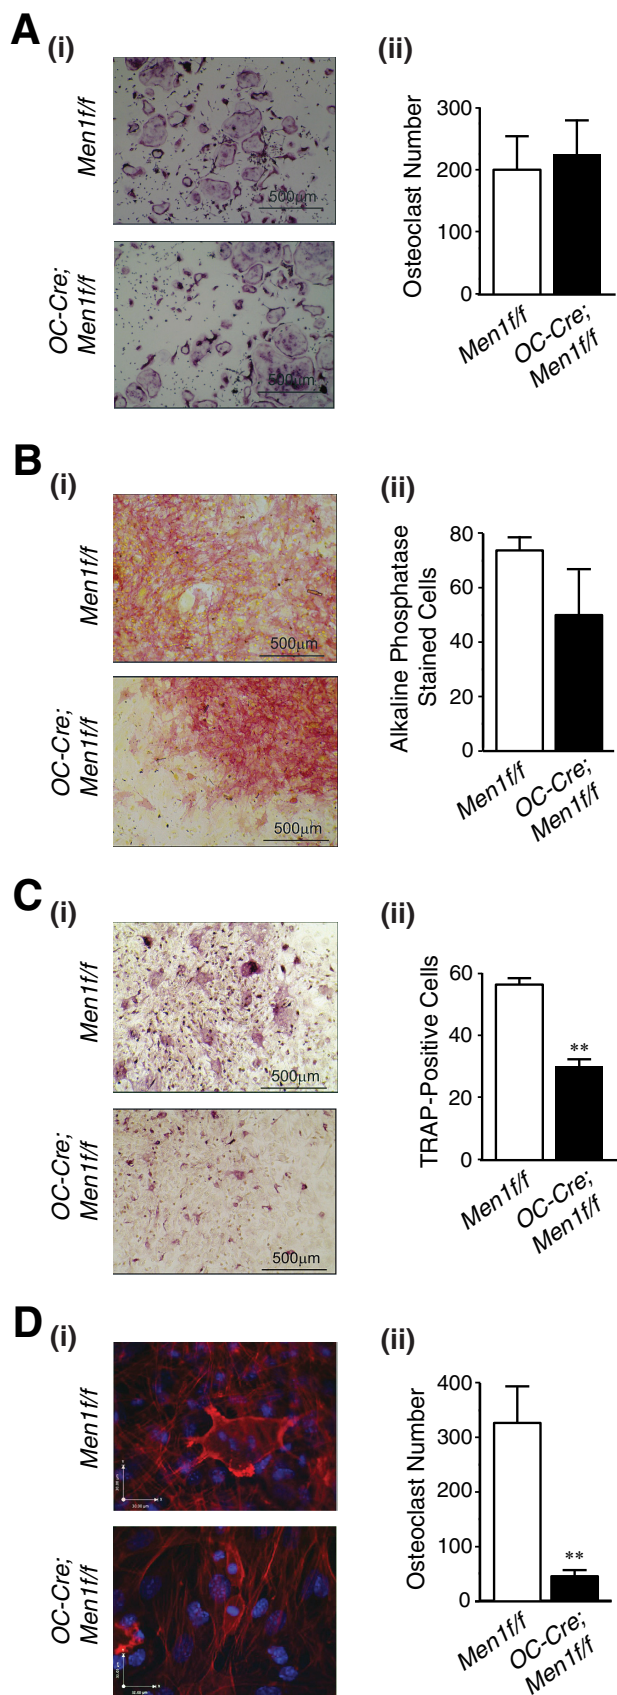 A
(i)
(ii)
Men1f/f
500µm
OC-Cre;
Men1f/f
500µm
Osteoclast Number
300
200
100
0
Men1f/f
OC-Cre;
Men1f/f
B
(i)
(ii)
Men1f/f
500µm
OC-Cre;
Men1f/f
500µm
Alkaline Phosphatase
Stained Cells
80
60
40
20
0
Men1f/f
OC-Cre;
Men1f/f
C
(i)
(ii)
Men1f/f
500µm
OC-Cre;
Men1f/f
500µm
TRAP-Positive Cells
60
40
20
0
**
Men1f/f
OC-Cre;
Men1f/f
D
(i)
(ii)
Men1f/f
OC-Cre;
Men1f/f
Osteoclast Number
400
300
200
100
0
**
Men1f/f
OC-Cre;
Men1f/f